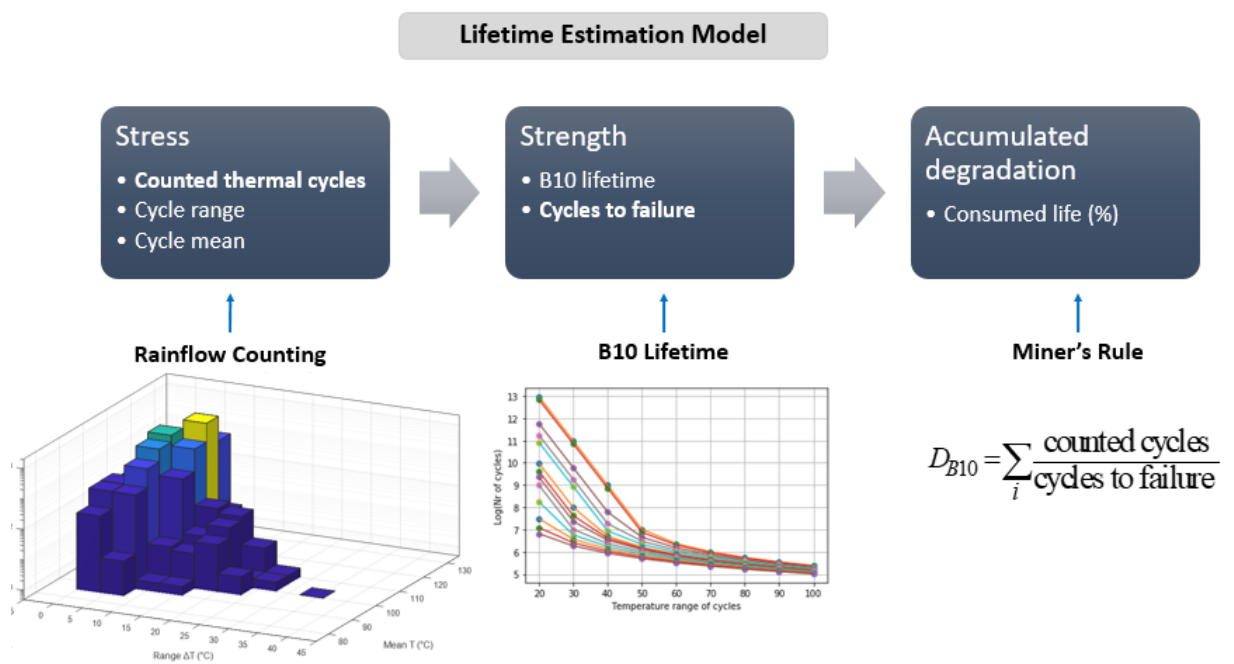 Lifetime Estimation Model
Stress
• Counted thermal cycles
• Cycle range
• Cycle mean
Strength
• B10 lifetime
• Cycles to failure
Accumulated
degradation
• Consumed life (%)
Rainflow Counting
B10 Lifetime
Miner's Rule
0
5
10
15
20
25
30
35
40
45
Range ΔT (°C)
80
90
100
110
120
130
Mean T (°C)
13
12
11
10
9
8
7
6
5
Log(Nr of cycles)
20 30 40 50 60 70 80 90 100
Temperature range of cycles
D_B10 = ∑_i counted cycles / cycles to failure